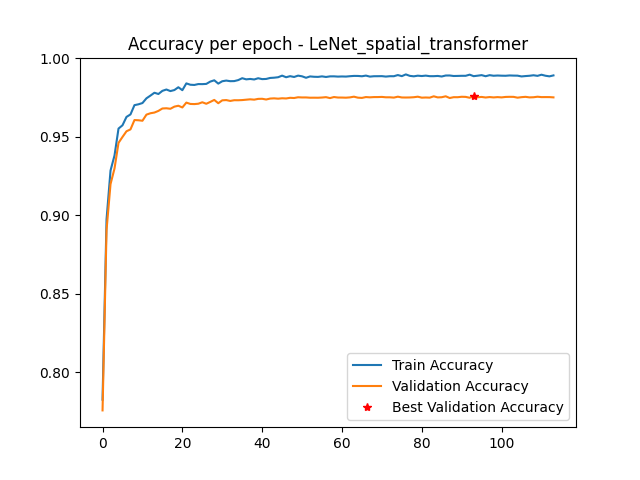 Accuracy per epoch - LeNet_spatial_transformer
1.00
0.95
0.90
0.85
0.80
0
20
40
60
80
100
Train Accuracy
Validation Accuracy
Best Validation Accuracy